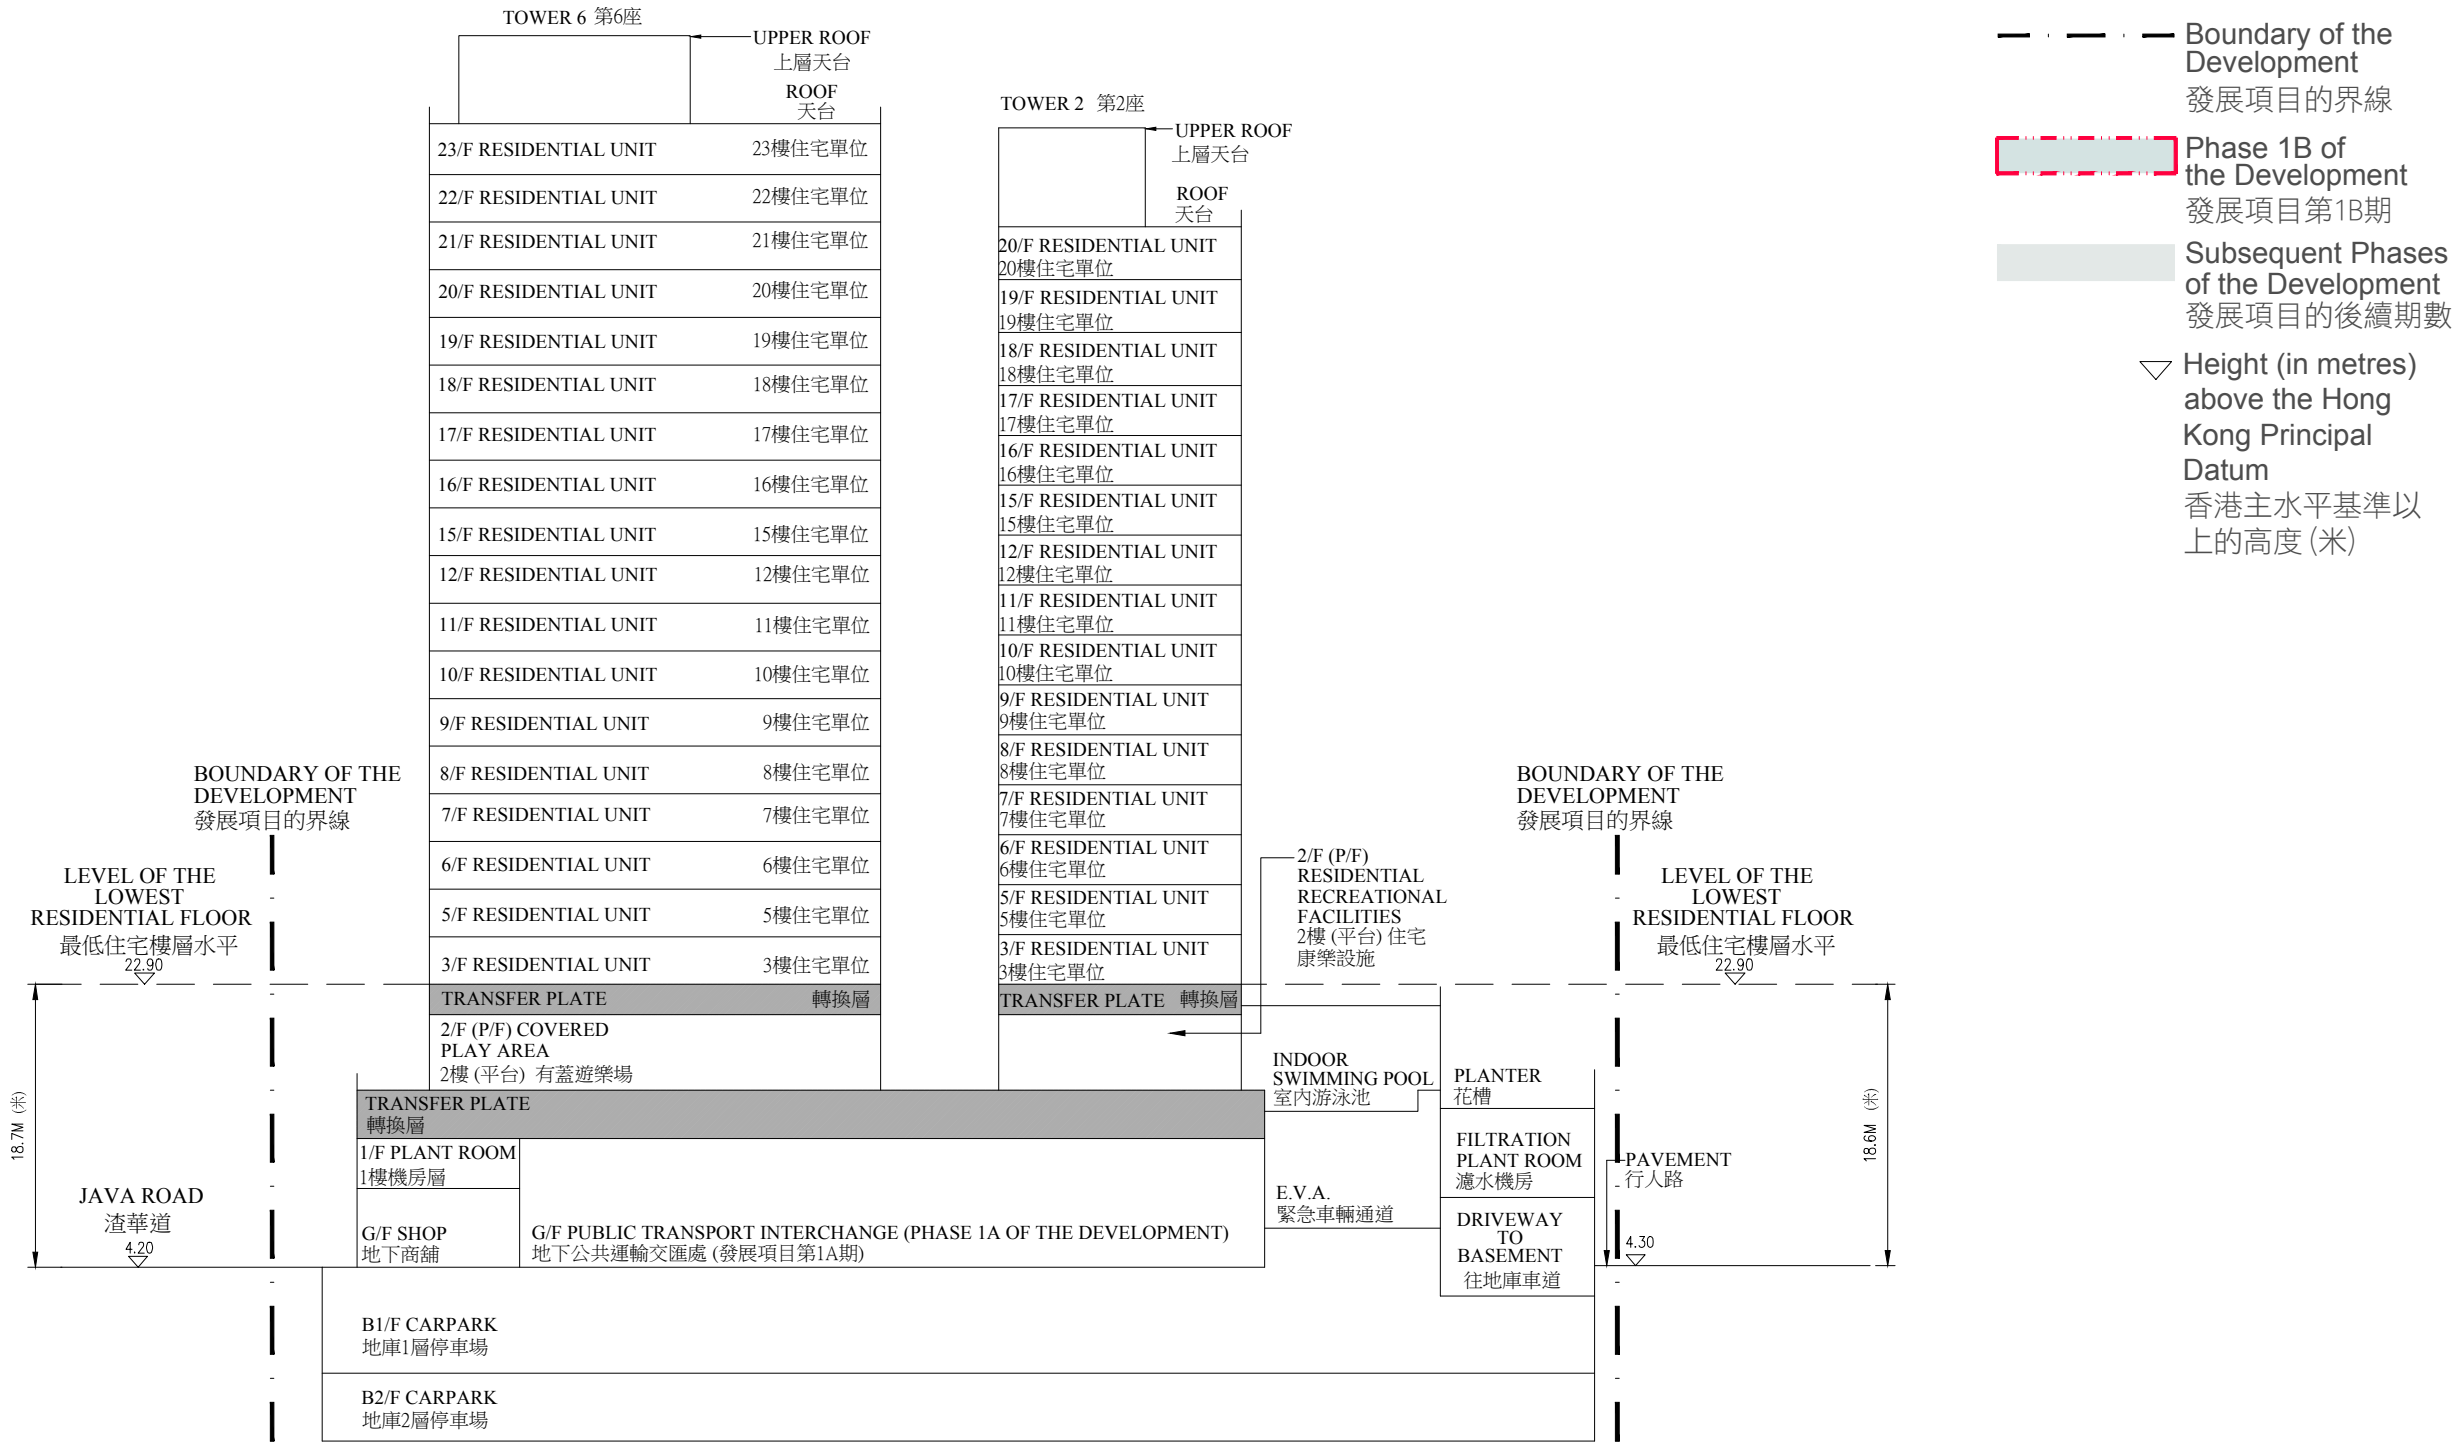 TOWER 6 第6座
UPPER ROOF
上層天台
ROOF
天台
23/F RESIDENTIAL UNIT 23樓住宅單位
22/F RESIDENTIAL UNIT 22樓住宅單位
21/F RESIDENTIAL UNIT 21樓住宅單位
20/F RESIDENTIAL UNIT 20樓住宅單位
19/F RESIDENTIAL UNIT 19樓住宅單位
18/F RESIDENTIAL UNIT 18樓住宅單位
17/F RESIDENTIAL UNIT 17樓住宅單位
16/F RESIDENTIAL UNIT 16樓住宅單位
15/F RESIDENTIAL UNIT 15樓住宅單位
12/F RESIDENTIAL UNIT 12樓住宅單位
11/F RESIDENTIAL UNIT 11樓住宅單位
10/F RESIDENTIAL UNIT 10樓住宅單位
9/F RESIDENTIAL UNIT 9樓住宅單位
8/F RESIDENTIAL UNIT 8樓住宅單位
7/F RESIDENTIAL UNIT 7樓住宅單位
6/F RESIDENTIAL UNIT 6樓住宅單位
5/F RESIDENTIAL UNIT 5樓住宅單位
3/F RESIDENTIAL UNIT 3樓住宅單位
TRANSFER PLATE 轉換層
2/F (P/F) COVERED
PLAY AREA
2樓 (平台) 有蓋遊樂場
TOWER 2 第2座
UPPER ROOF
上層天台
ROOF
天台
20/F RESIDENTIAL UNIT
20樓住宅單位
19/F RESIDENTIAL UNIT
19樓住宅單位
18/F RESIDENTIAL UNIT
18樓住宅單位
17/F RESIDENTIAL UNIT
17樓住宅單位
16/F RESIDENTIAL UNIT
16樓住宅單位
15/F RESIDENTIAL UNIT
15樓住宅單位
12/F RESIDENTIAL UNIT
12樓住宅單位
11/F RESIDENTIAL UNIT
11樓住宅單位
10/F RESIDENTIAL UNIT
10樓住宅單位
9/F RESIDENTIAL UNIT
9樓住宅單位
8/F RESIDENTIAL UNIT
8樓住宅單位
7/F RESIDENTIAL UNIT
7樓住宅單位
6/F RESIDENTIAL UNIT
6樓住宅單位
5/F RESIDENTIAL UNIT
5樓住宅單位
3/F RESIDENTIAL UNIT
3樓住宅單位
TRANSFER PLATE 轉換層
2/F (P/F)
RESIDENTIAL
RECREATIONAL
FACILITIES
2樓 (平台) 住宅
康樂設施
BOUNDARY OF THE
DEVELOPMENT
發展項目的界線
LEVEL OF THE
LOWEST
RESIDENTIAL FLOOR
最低住宅樓層水平
22.90
18.7M (米)
JAVA ROAD
渣華道
4.20
BOUNDARY OF THE
DEVELOPMENT
發展項目的界線
LEVEL OF THE
LOWEST
RESIDENTIAL FLOOR
最低住宅樓層水平
22.90
18.6M (米)
TRANSFER PLATE
轉換層
1/F PLANT ROOM
1樓機房層
G/F SHOP
地下商舖
G/F PUBLIC TRANSPORT INTERCHANGE (PHASE 1A OF THE DEVELOPMENT)
地下公共運輸交匯處 (發展項目第1A期)
INDOOR
SWIMMING POOL
室內游泳池
E.V.A.
緊急車輛通道
PLANTER
花槽
FILTRATION
PLANT ROOM
濾水機房
DRIVEWAY
TO
BASEMENT
往地庫車道
PAVEMENT
行人路
4.30
B1/F CARPARK
地庫1層停車場
B2/F CARPARK
地庫2層停車場
Boundary of the
Development
發展項目的界線
Phase 1B of
the Development
發展項目第1B期
Subsequent Phases
of the Development
發展項目的後續期數
Height (in metres)
above the Hong
Kong Principal
Datum
香港主水平基準以
上的高度 (米)